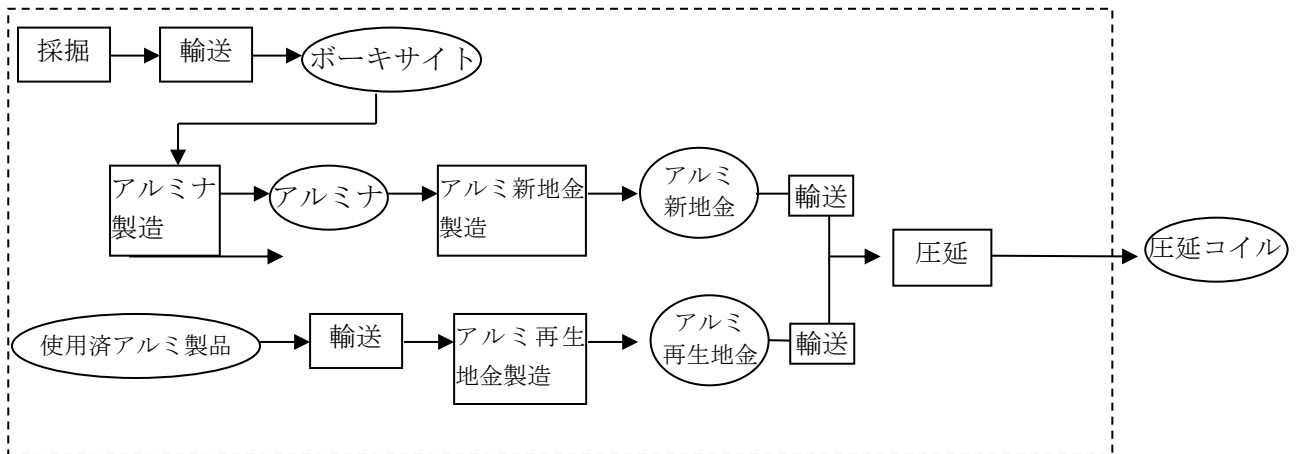 採掘
輸送
ボーキサイト
アルミナ
製造
アルミナ
アルミ新地金
製造
アルミ
新地金
輸送
圧延
圧延コイル
使用済アルミ製品
輸送
アルミ再生
地金製造
アルミ
再生地金
輸送